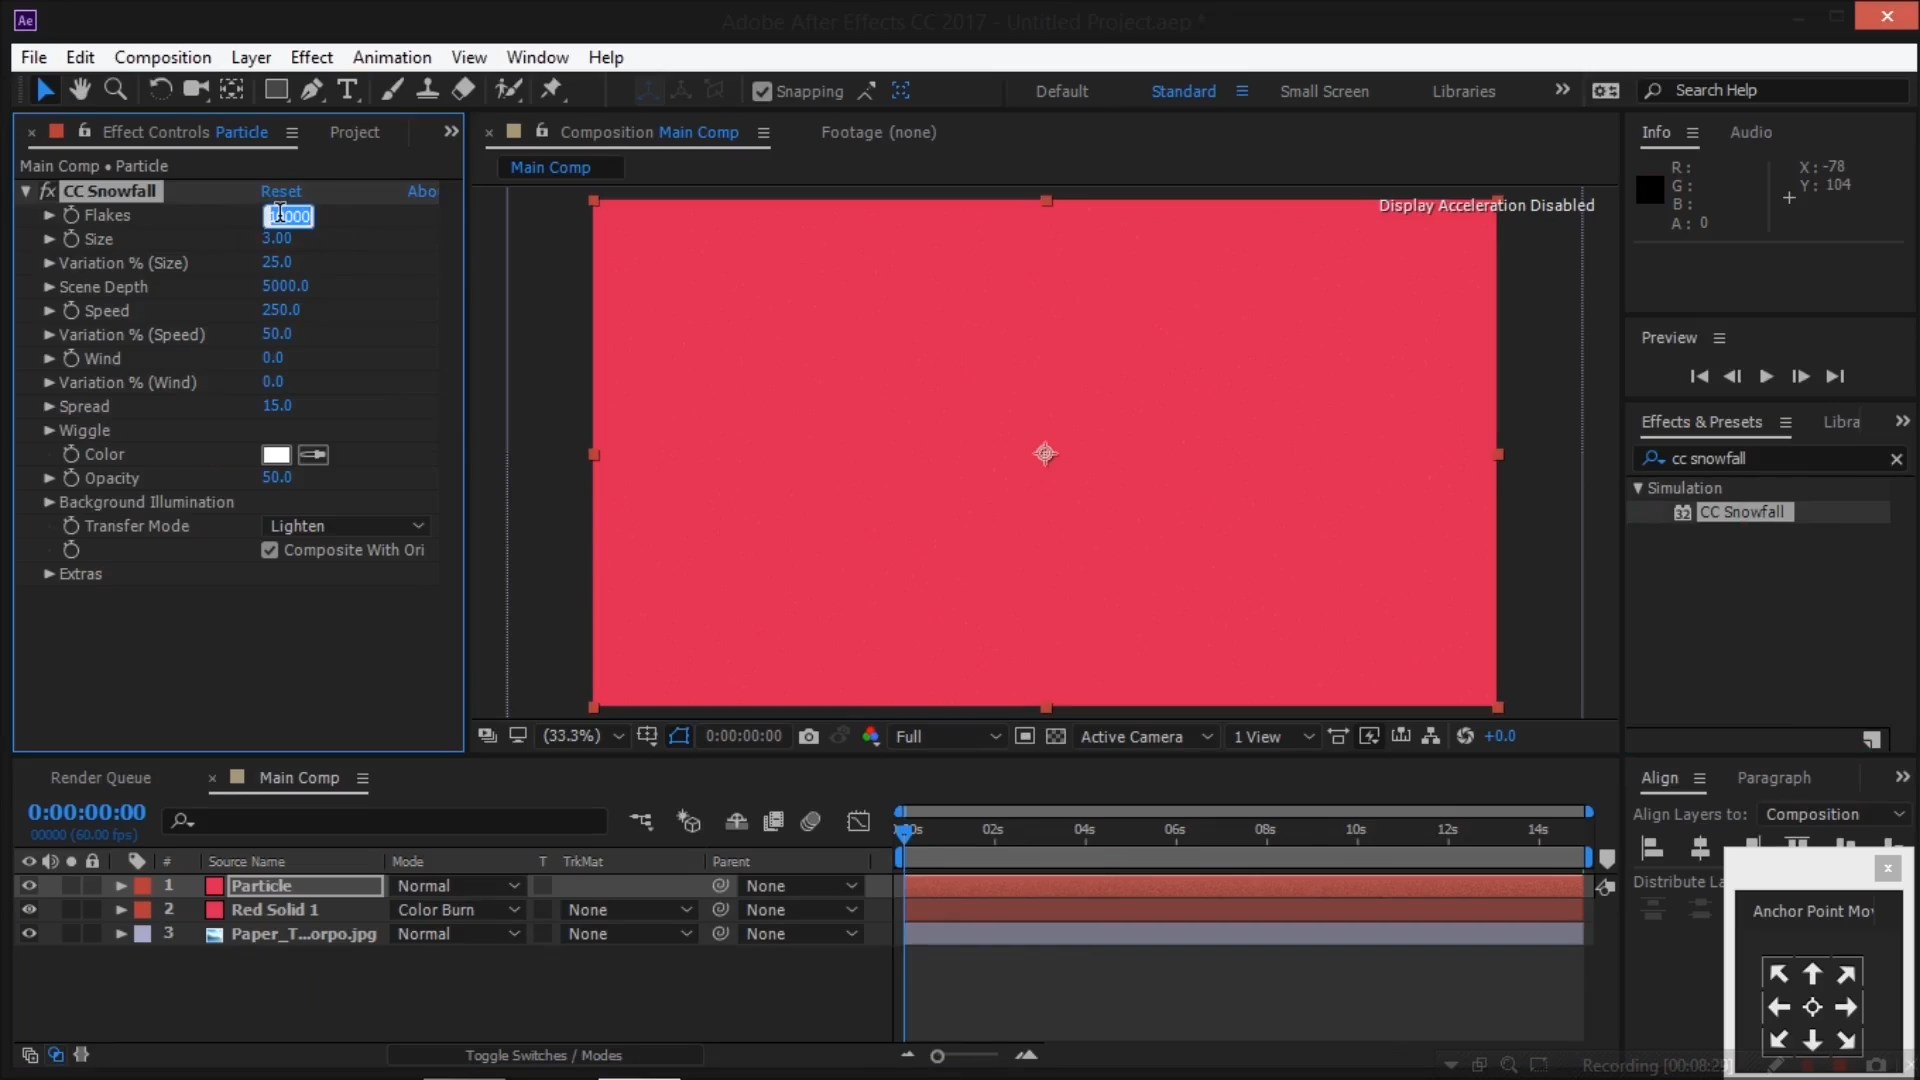 Ae
Adobe After Effects CC 2017 - Untitled Project.aep *
File Edit Composition Layer Effect Animation View Window Help
Snapping Default Standard Small Screen Libraries Search Help
Effect Controls Particle Project
Composition Main Comp Footage (none)
Info Audio
Main Comp • Particle
Main Comp
fx CC Snowfall Reset Abo
Flakes 10000
Size 3.00
Variation % (Size) 25.0
Scene Depth 5000.0
Speed 250.0
Variation % (Speed) 50.0
Wind 0.0
Variation % (Wind) 0.0
Spread 15.0
Wiggle
Color
Opacity 50.0
Background Illumination
Transfer Mode Lighten
Composite With Ori
Extras
Display Acceleration Disabled
R :
G :
B :
A : 0
X : -78
Y : 104
Preview
Effects & Presets Libra
cc snowfall
Simulation
32 CC Snowfall
(33.3%) 0:00:00:00 Full Active Camera 1 View +0.0
Render Queue Main Comp
0:00:00:00
00000 (60.00 fps)
02s 04s 06s 08s 10s 12s 14s
# Source Name Mode T TrkMat Parent
1 Particle Normal None
2 Red Solid 1 Color Burn None None
3 Paper_T...orpo.jpg Normal None None
Toggle Switches / Modes
Align Paragraph
Align Layers to: Composition
Distribute La
Anchor Point Mov
Recording [00:08:29]